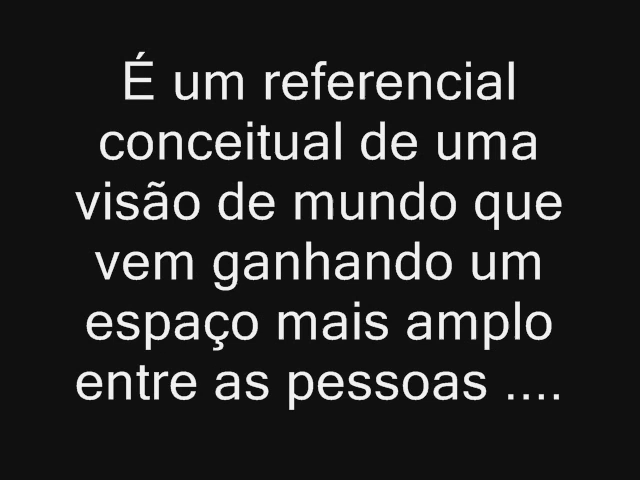 É um referencial
conceitual de uma
visão de mundo que
vem ganhando um
espaço mais amplo
entre as pessoas ....